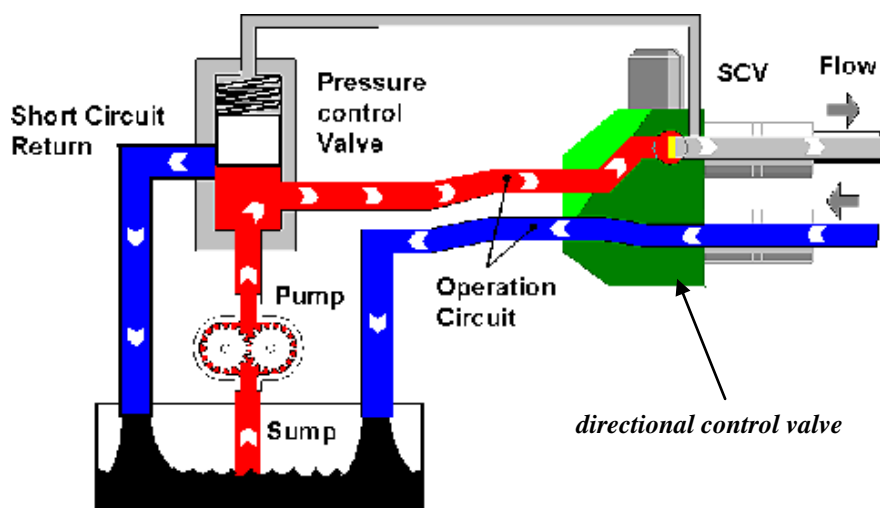 Pressure
control
Valve
SCV
Flow
Short Circuit
Return
Pump
Operation
Circuit
Sump
directional control valve